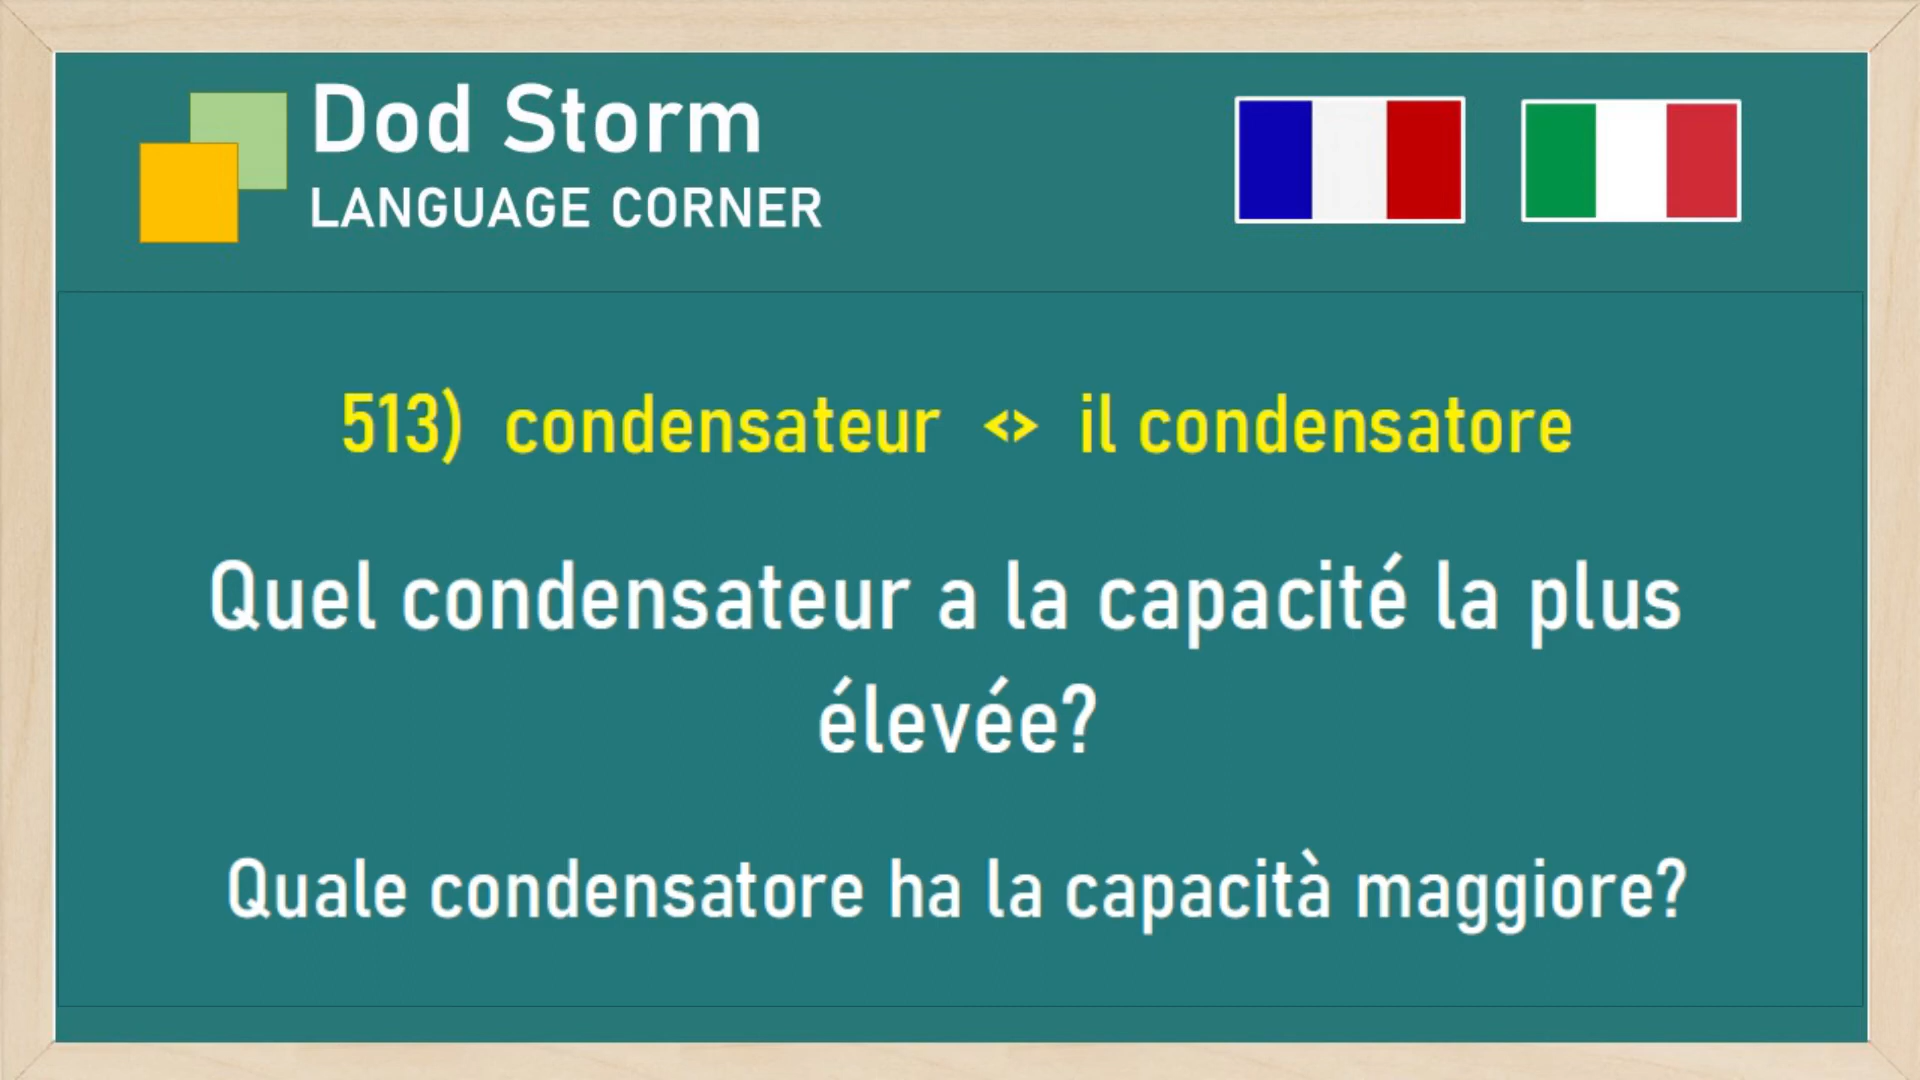 Dod Storm
LANGUAGE CORNER
513) condensateur <> il condensatore
Quel condensateur a la capacité la plus
élevée?
Quale condensatore ha la capacità maggiore?